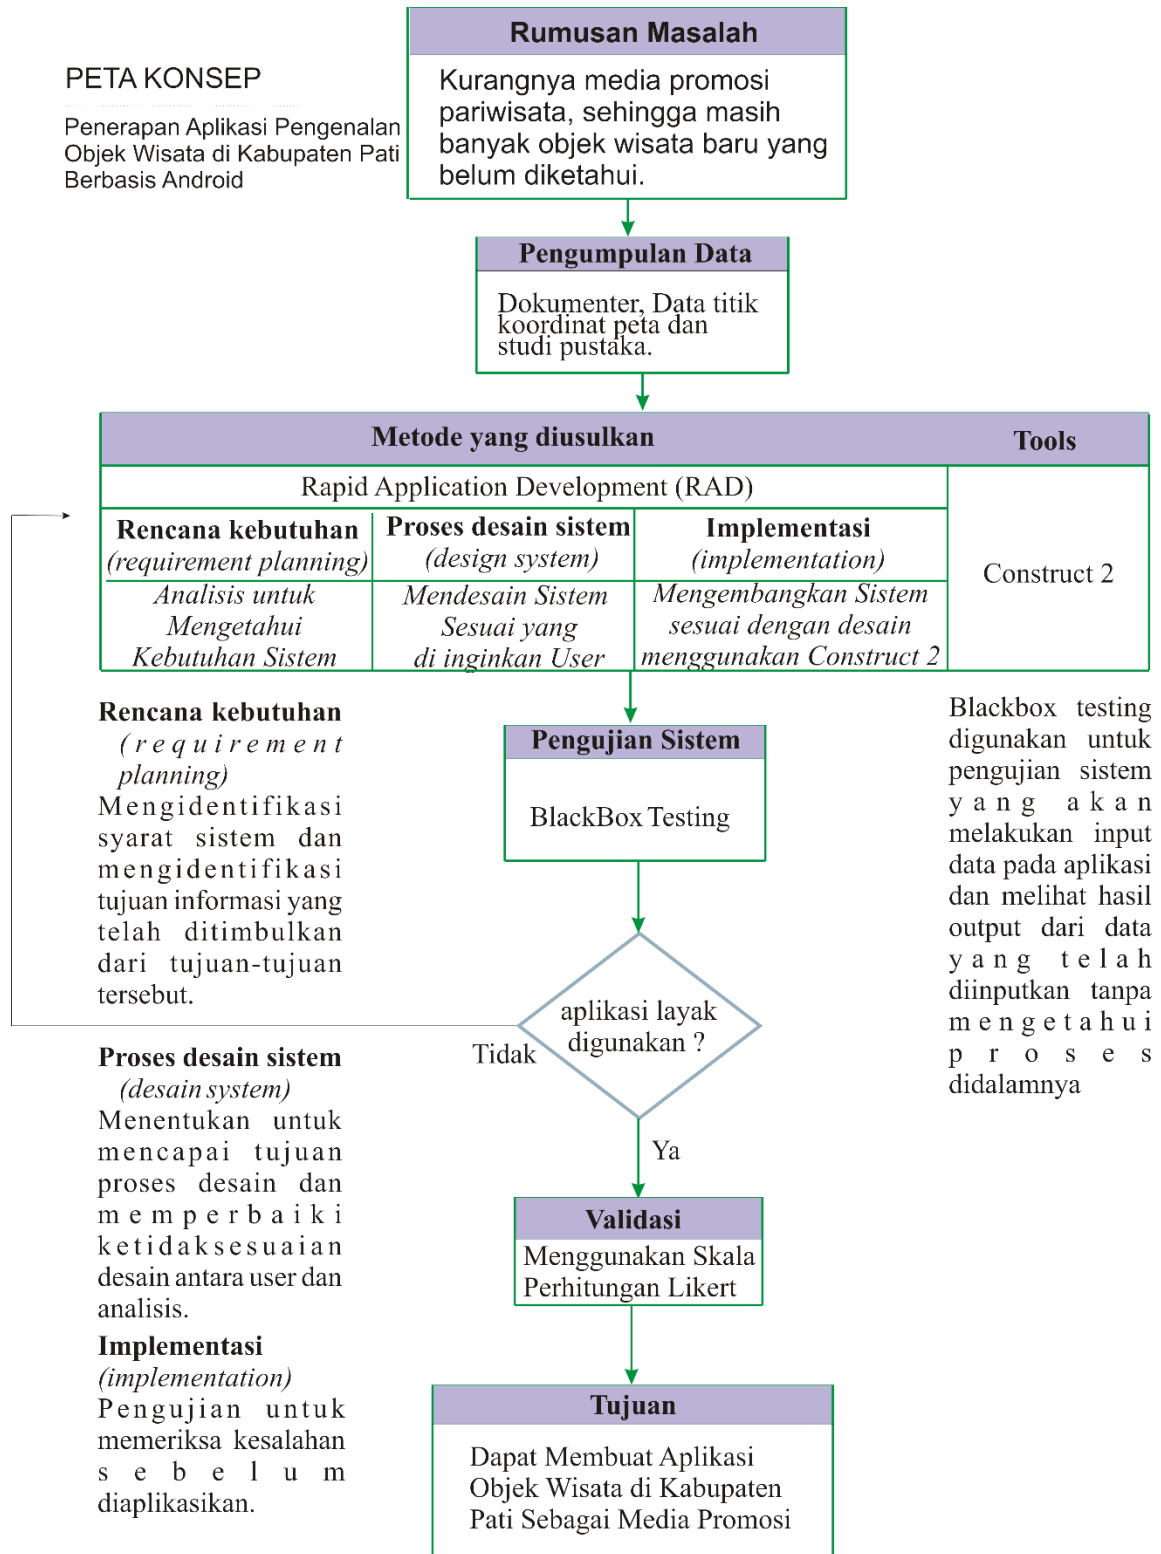 PETA KONSEP
Penerapan Aplikasi Pengenalan
Objek Wisata di Kabupaten Pati
Berbasis Android
Rumusan Masalah
Kurangnya media promosi
pariwisata, sehingga masih
banyak objek wisata baru yang
belum diketahui.
Pengumpulan Data
Dokumenter, Data titik
koordinat peta dan
studi pustaka.
Metode yang diusulkan
Tools
Rapid Application Development (RAD)
Rencana kebutuhan
(requirement planning)
Analisis untuk
Mengetahui
Kebutuhan Sistem
Proses desain sistem
(design system)
Mendesain Sistem
Sesuai yang
di inginkan User
Implementasi
(implementation)
Mengembangkan Sistem
sesuai dengan desain
menggunakan Construct 2
Construct 2
Rencana kebutuhan
(requirement
planning)
Mengidentifikasi
syarat sistem dan
mengidentifikasi
tujuan informasi yang
telah ditimbulkan
dari tujuan-tujuan
tersebut.
Proses desain sistem
(desain system)
Menentukan untuk
mencapai tujuan
proses desain dan
memperbaiki
ketidaksesuaian
desain antara user dan
analisis.
Implementasi
(implementation)
Pengujian untuk
memeriksa kesalahan
sebelum
diaplikasikan.
Pengujian Sistem
BlackBox Testing
aplikasi layak
digunakan ?
Tidak
Ya
Validasi
Menggunakan Skala
Perhitungan Likert
Tujuan
Dapat Membuat Aplikasi
Objek Wisata di Kabupaten
Pati Sebagai Media Promosi
Blackbox testing
digunakan untuk
pengujian sistem
yang akan
melakukan input
data pada aplikasi
dan melihat hasil
output dari data
yang telah
diinputkan tanpa
mengetahui
proses
didalamnya